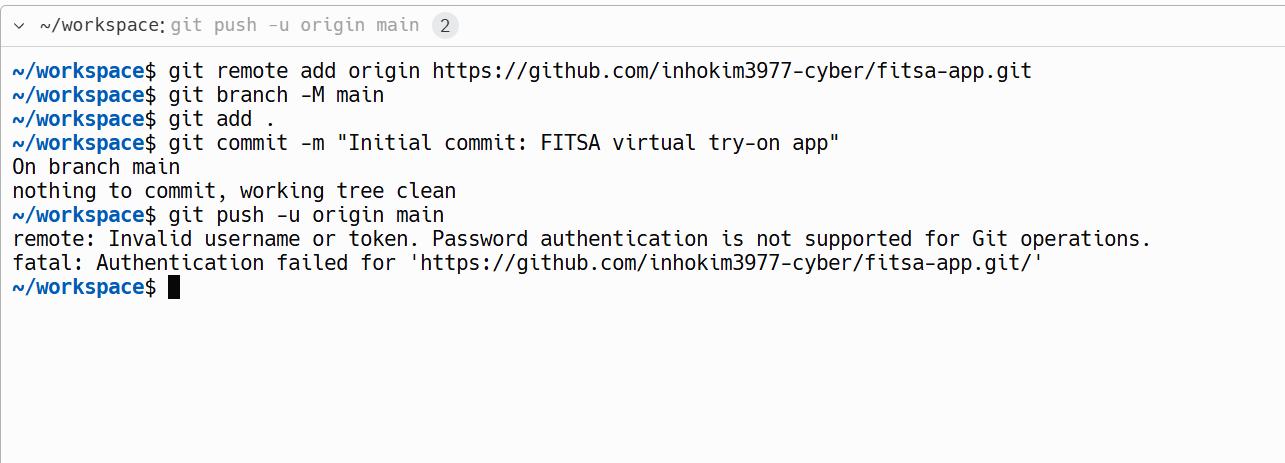 ~/workspace: git push -u origin main 2
~/workspace$ git remote add origin https://github.com/inhokim3977-cyber/fitsa-app.git
~/workspace$ git branch -M main
~/workspace$ git add .
~/workspace$ git commit -m "Initial commit: FITSA virtual try-on app"
On branch main
nothing to commit, working tree clean
~/workspace$ git push -u origin main
remote: Invalid username or token. Password authentication is not supported for Git operations.
fatal: Authentication failed for 'https://github.com/inhokim3977-cyber/fitsa-app.git/'
~/workspace$